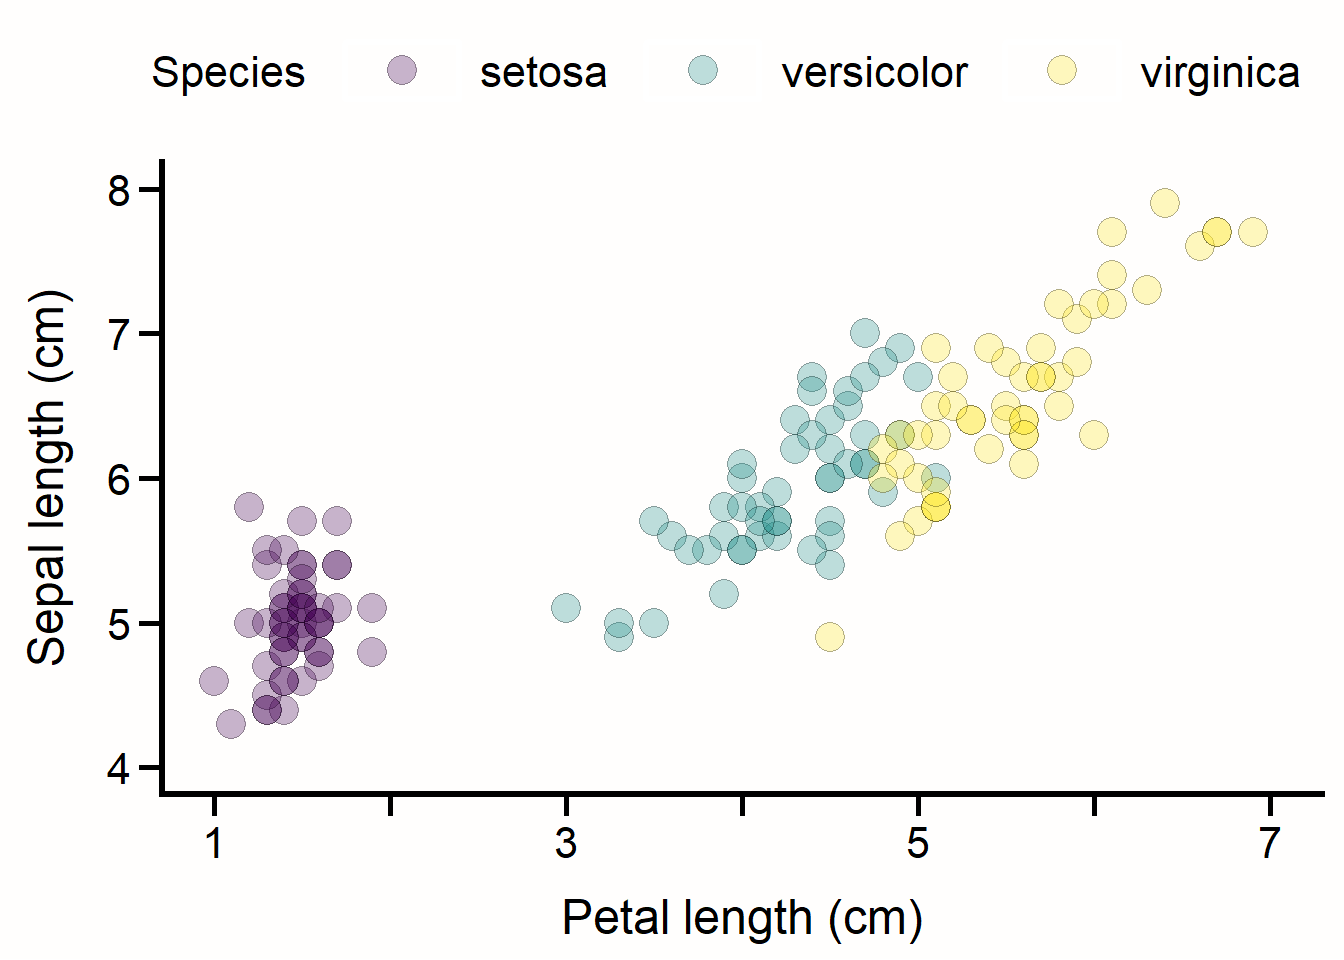 Species setosa versicolor virginica
8
7
6
5
4
Sepal length (cm)
1 3 5 7
Petal length (cm)